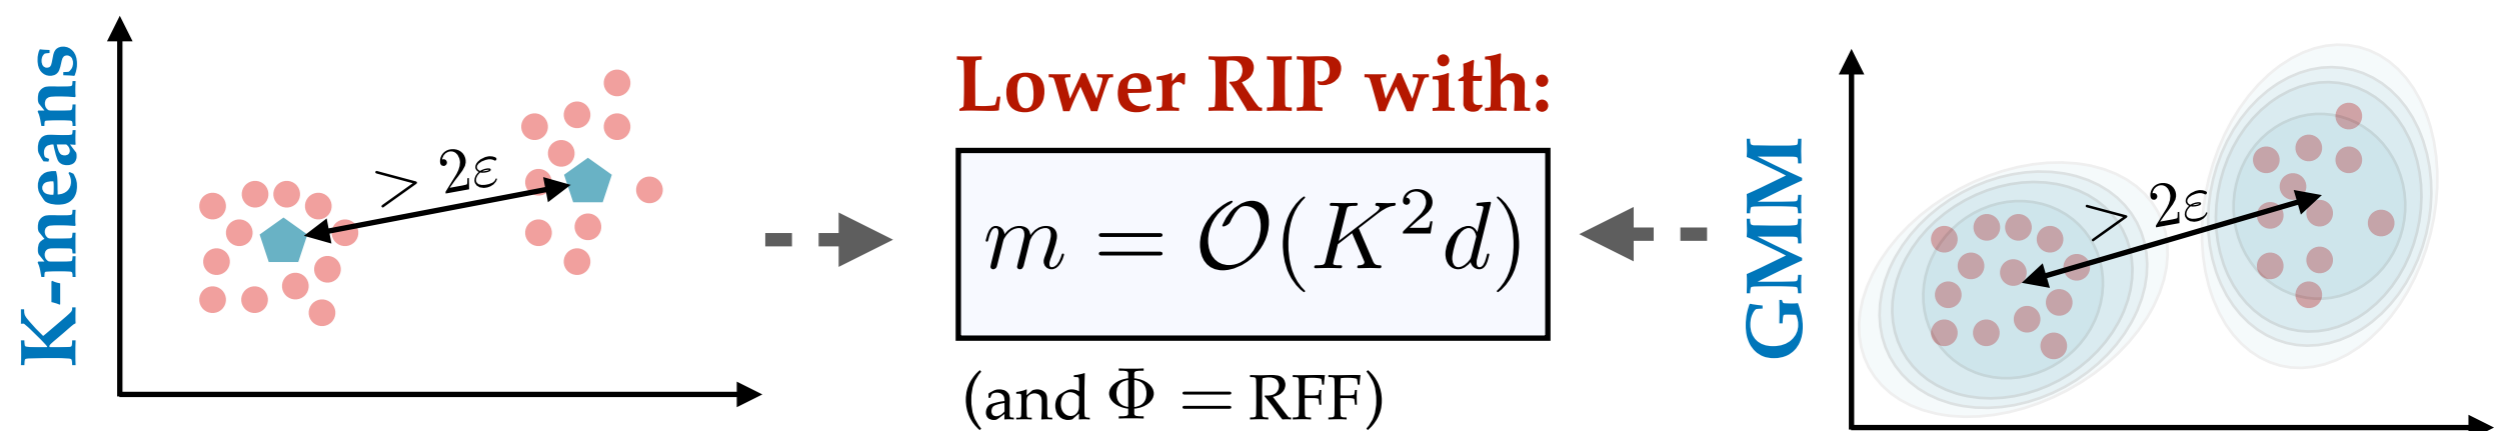 K-means
> 2ε
Lower RIP with:
m = 𝒪(K²d)
(and Φ = RFF)
GMM
> 2ε